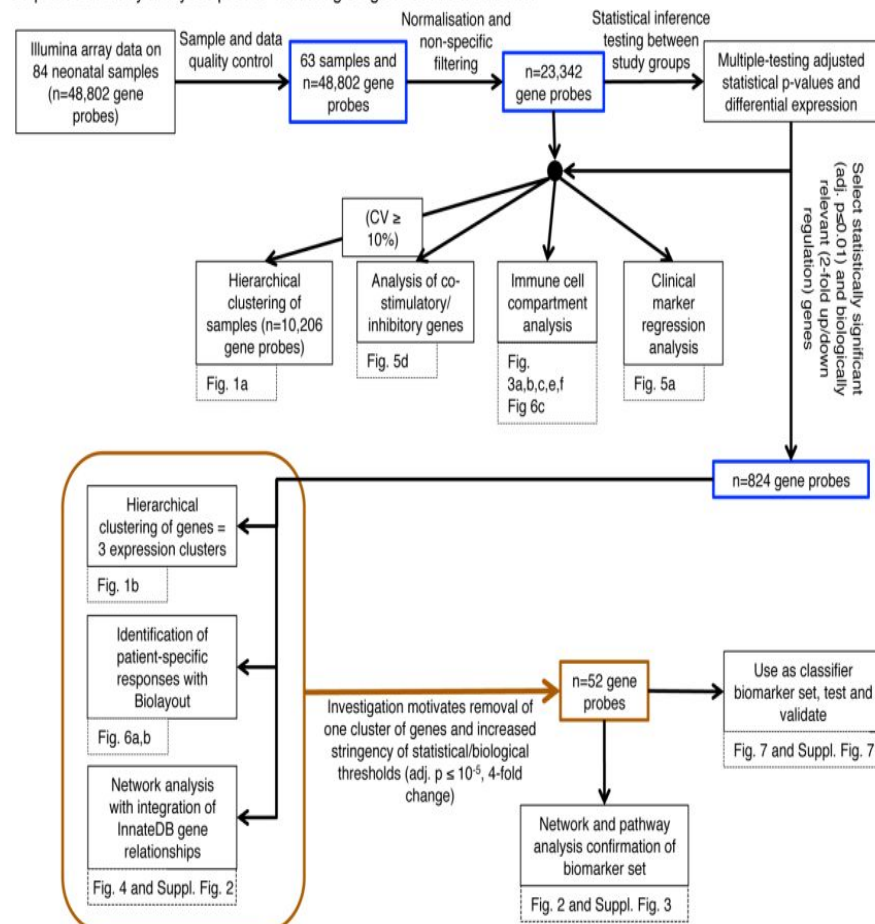 Illumina array data on
84 neonatal samples
(n=48,802 gene
probes)
Sample and data
quality control
63 samples and
n=48,802 gene
probes
Normalisation and
non-specific
filtering
n=23,342
gene probes
Statistical inference
testing between
study groups
Multiple-testing adjusted
statistical p-values and
differential expression
Select statistically significant
(adj. p≤0.01) and biologically
relevant (2-fold up/down
regulation) genes
(CV ≥
10%)
Hierarchical
clustering of
samples (n=10,206
gene probes)
Fig. 1a
Analysis of co-
stimulatory/
inhibitory genes
Fig. 5d
Immune cell
compartment
analysis
Fig.
3a,b,c,e,f
Fig 6c
Clinical
marker
regression
analysis
Fig. 5a
n=824 gene probes
Hierarchical
clustering of genes =
3 expression clusters
Fig. 1b
Identification of
patient-specific
responses with
Biolayout
Fig. 6a,b
Network analysis
with integration of
InnateDB gene
relationships
Fig. 4 and Suppl. Fig. 2
Investigation motivates removal of
one cluster of genes and increased
stringency of statistical/biological
thresholds (adj. p ≤ 10⁻⁵, 4-fold
change)
n=52 gene
probes
Use as classifier
biomarker set, test and
validate
Fig. 7 and Suppl. Fig. 7
Network and pathway
analysis confirmation of
biomarker set
Fig. 2 and Suppl. Fig. 3